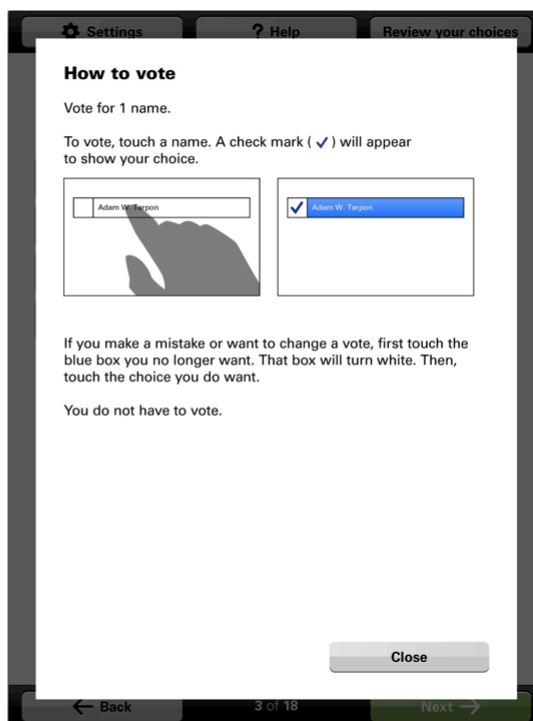 Settings
? Help
Review your choices
How to vote
Vote for 1 name.
To vote, touch a name. A check mark ( ✓ ) will appear
to show your choice.
Adam W. Tarpon
Adam W. Tarpon
If you make a mistake or want to change a vote, first touch the
blue box you no longer want. That box will turn white. Then,
touch the choice you do want.
You do not have to vote.
Close
← Back
3 of 18
Next →